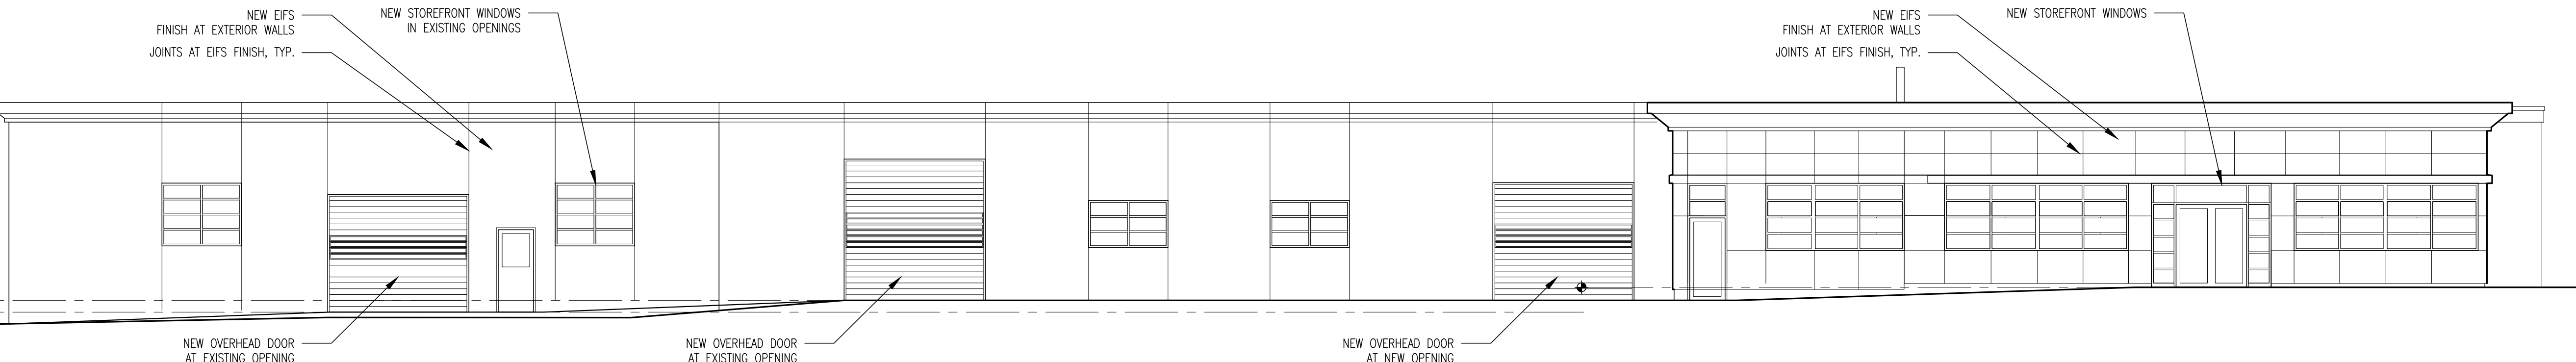 NEW EIFS
FINISH AT EXTERIOR WALLS
JOINTS AT EIFS FINISH, TYP.
NEW STOREFRONT WINDOWS
IN EXISTING OPENINGS
NEW EIFS
FINISH AT EXTERIOR WALLS
JOINTS AT EIFS FINISH, TYP.
NEW STOREFRONT WINDOWS
NEW OVERHEAD DOOR
AT EXISTING OPENING
NEW OVERHEAD DOOR
AT EXISTING OPENING
NEW OVERHEAD DOOR
AT NEW OPENING